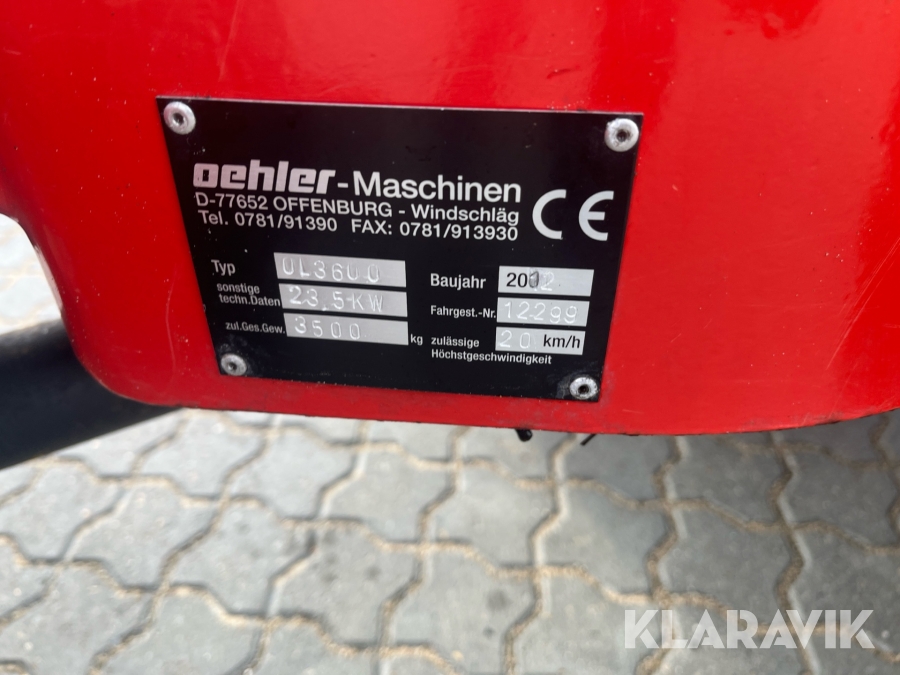 oehler-Maschinen
D-77652 OFFENBURG - Windschläg
Tel. 0781/91390 FAX: 0781/913930
CE
Typ OL3600
sonstige techn.Daten 23,5-KW
zul.Ges.Gew. 3500 kg
Baujahr 2012
Fahrgest.-Nr. 12299
zulässige 20 km/h
Höchstgeschwindigkeit
KLARAVIK